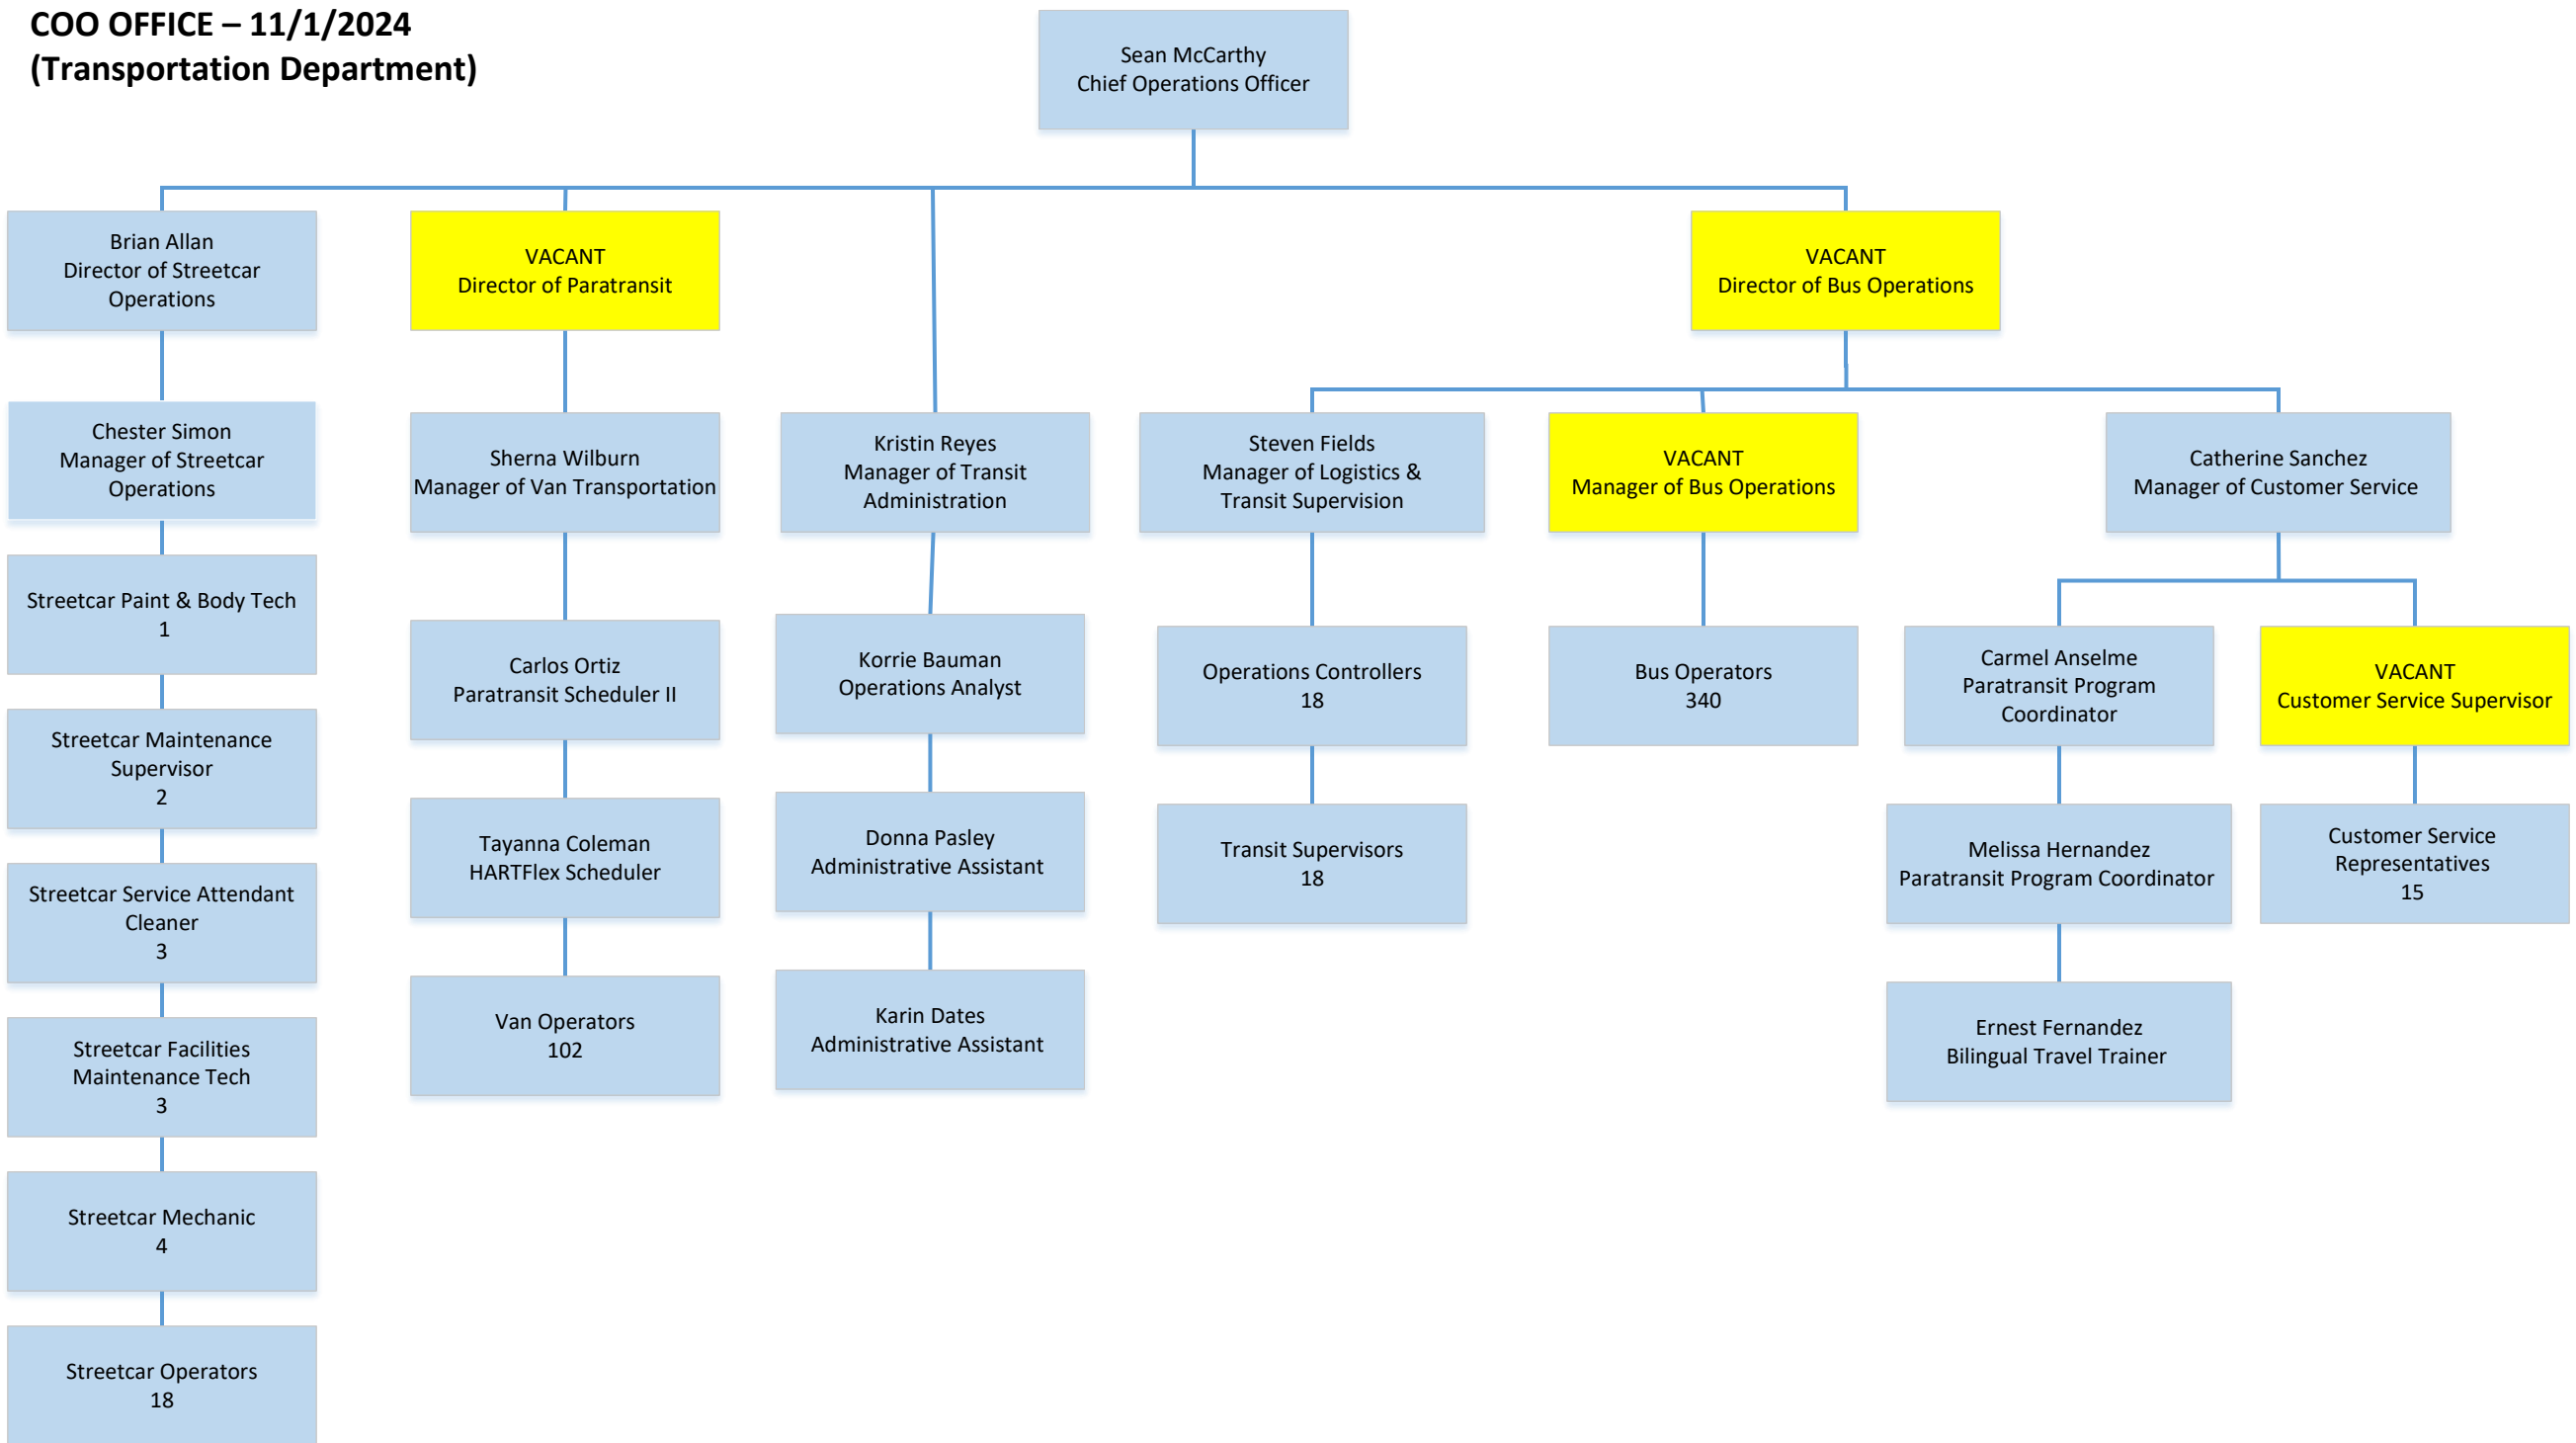 COO OFFICE – 11/1/2024
(Transportation Department)
Sean McCarthy
Chief Operations Officer
Brian Allan
Director of Streetcar
Operations
VACANT
Director of Paratransit
VACANT
Director of Bus Operations
Chester Simon
Manager of Streetcar
Operations
Sherna Wilburn
Manager of Van Transportation
Kristin Reyes
Manager of Transit
Administration
Steven Fields
Manager of Logistics &
Transit Supervision
VACANT
Manager of Bus Operations
Catherine Sanchez
Manager of Customer Service
Streetcar Paint & Body Tech
1
Streetcar Maintenance
Supervisor
2
Streetcar Service Attendant
Cleaner
3
Streetcar Facilities
Maintenance Tech
3
Streetcar Mechanic
4
Streetcar Operators
18
Carlos Ortiz
Paratransit Scheduler II
Tayanna Coleman
HARTFlex Scheduler
Van Operators
102
Korrie Bauman
Operations Analyst
Donna Pasley
Administrative Assistant
Karin Dates
Administrative Assistant
Operations Controllers
18
Transit Supervisors
18
Bus Operators
340
Carmel Anselme
Paratransit Program
Coordinator
Melissa Hernandez
Paratransit Program Coordinator
Ernest Fernandez
Bilingual Travel Trainer
VACANT
Customer Service Supervisor
Customer Service
Representatives
15